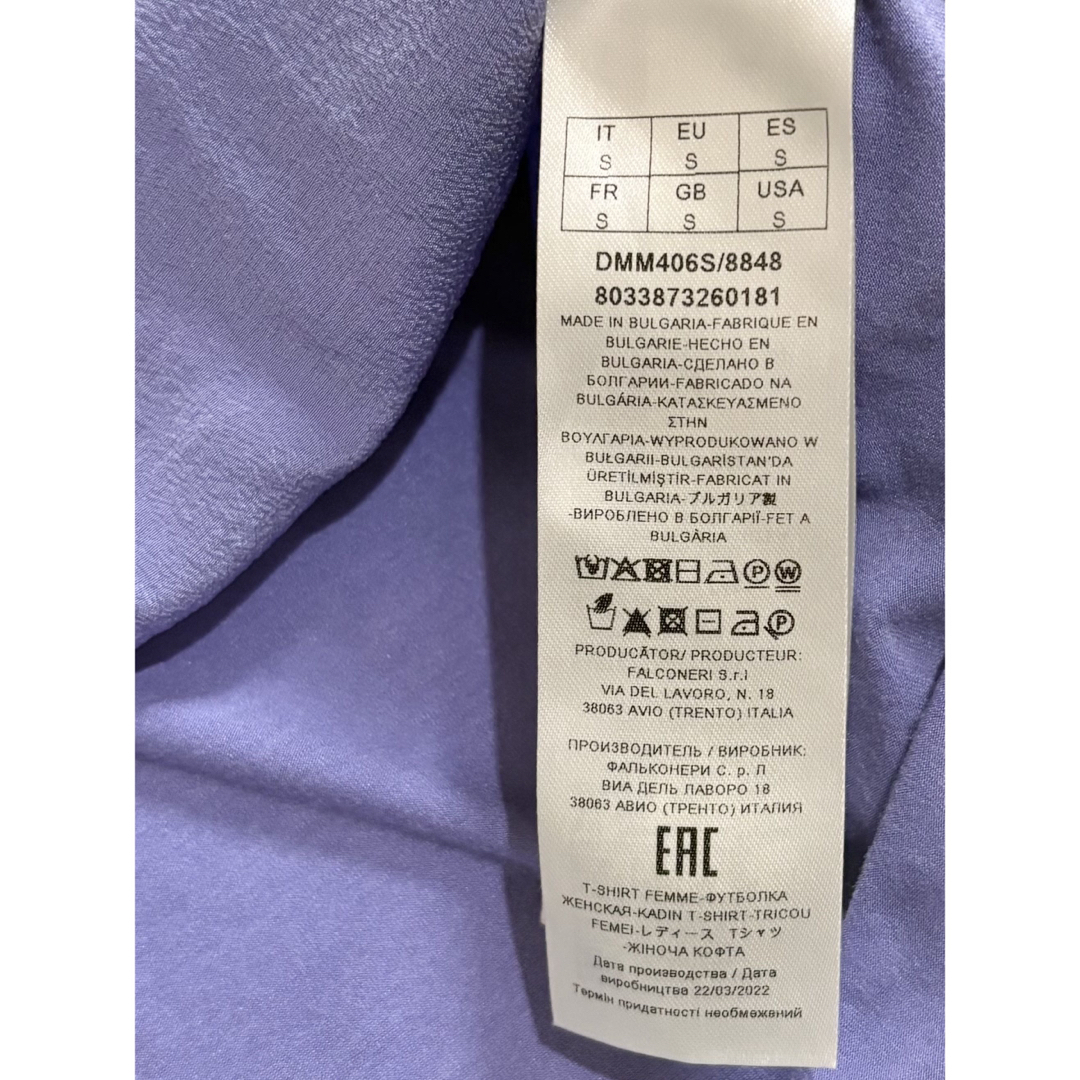 IT EU ES
S S S
FR GB USA
S S S
DMM406S/8848
8033873260181
MADE IN BULGARIA-FABRIQUE EN
BULGARIE-HECHO EN
BULGARIA-СДЕЛАНО В
БОЛГАРИИ-FABRICADO NA
BULGÁRIA-ΚΑΤΑΣΚΕΥΑΣΜΕΝΟ
ΣΤΗΝ
ΒΟΥΛΓΑΡΙΑ-WYPRODUKOWANO W
BUŁGARII-BULGARİSTAN'DA
ÜRETİLMİŞTİR-FABRICAT IN
BULGARIA-ブルガリア製
-ВИРОБЛЕНО В БОЛГАРІЇ-FET A
BULGÀRIA
P W
P
PRODUCĂTOR/ PRODUCTEUR:
FALCONERI S.r.l
VIA DEL LAVORO, N. 18
38063 AVIO (TRENTO) ITALIA
ПРОИЗВОДИТЕЛЬ / ВИРОБНИК:
ФАЛЬКОНЕРИ С. р. Л
ВИА ДЕЛЬ ЛАВОРО 18
38063 АВИО (ТРЕНТО) ИТАЛИЯ
EAC
T-SHIRT FEMME-ФУТБОЛКА
ЖЕНСКАЯ-KADIN T-SHIRT-TRICOU
FEMEI-レディース Tシャツ
-ЖІНОЧА КОФТА
Дата производства / Дата
виробництва 22/03/2022
Термін придатності необмежений